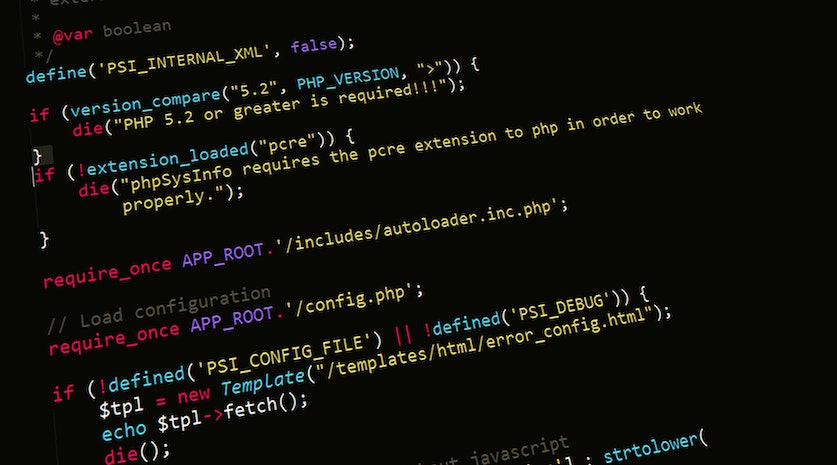 *
* @var boolean
*/
define('PSI_INTERNAL_XML', false);
if (version_compare("5.2", PHP_VERSION, ">")) {
die("PHP 5.2 or greater is required!!!");
}
if (!extension_loaded("pcre")) {
die("phpSysInfo requires the pcre extension to php in order to work
properly.");
}
require_once APP_ROOT.'/includes/autoloader.inc.php';
// Load configuration
require_once APP_ROOT.'/config.php';
if (!defined('PSI_CONFIG_FILE') || !defined('PSI_DEBUG')) {
$tpl = new Template("/templates/html/error_config.html");
echo $tpl->fetch();
die();
javascript
strtolower(